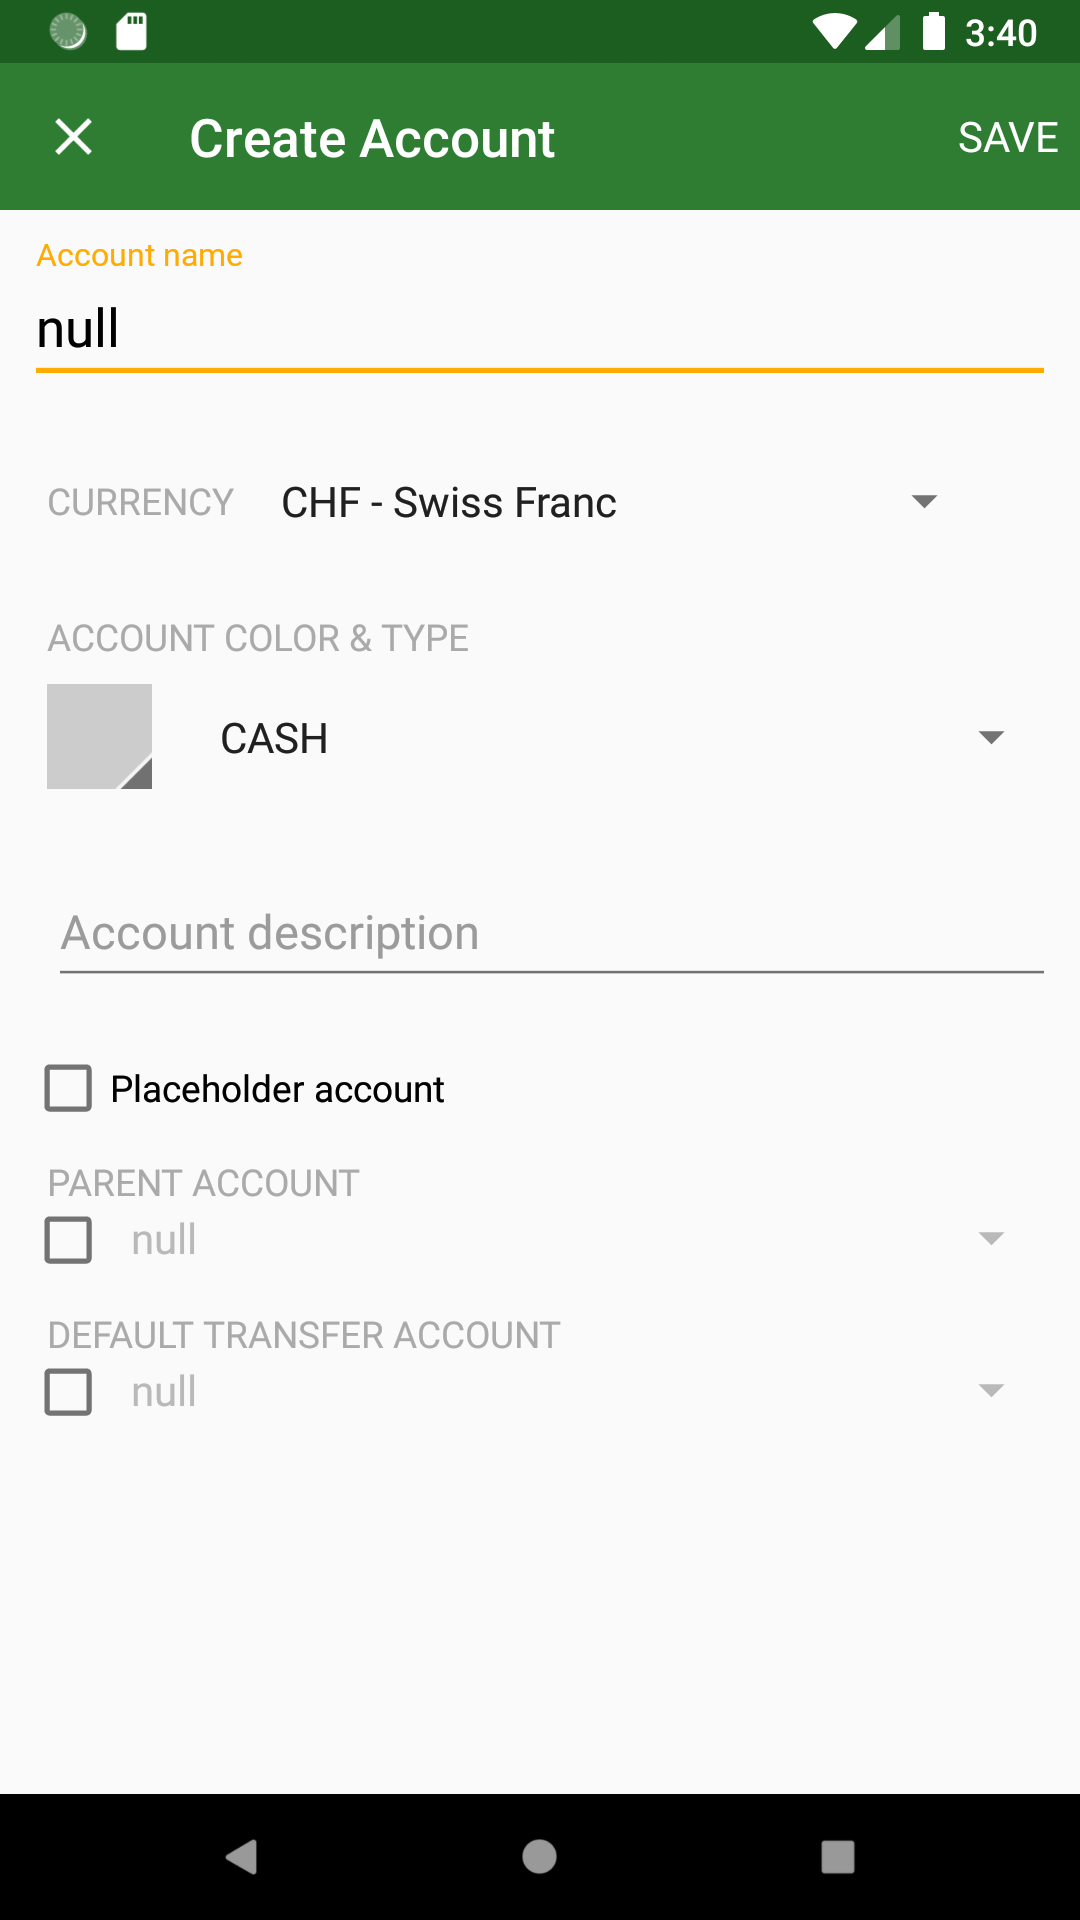 3:40
Create Account
SAVE
Account name
null
CURRENCY CHF - Swiss Franc
ACCOUNT COLOR & TYPE
CASH
Account description
Placeholder account
PARENT ACCOUNT
null
DEFAULT TRANSFER ACCOUNT
null